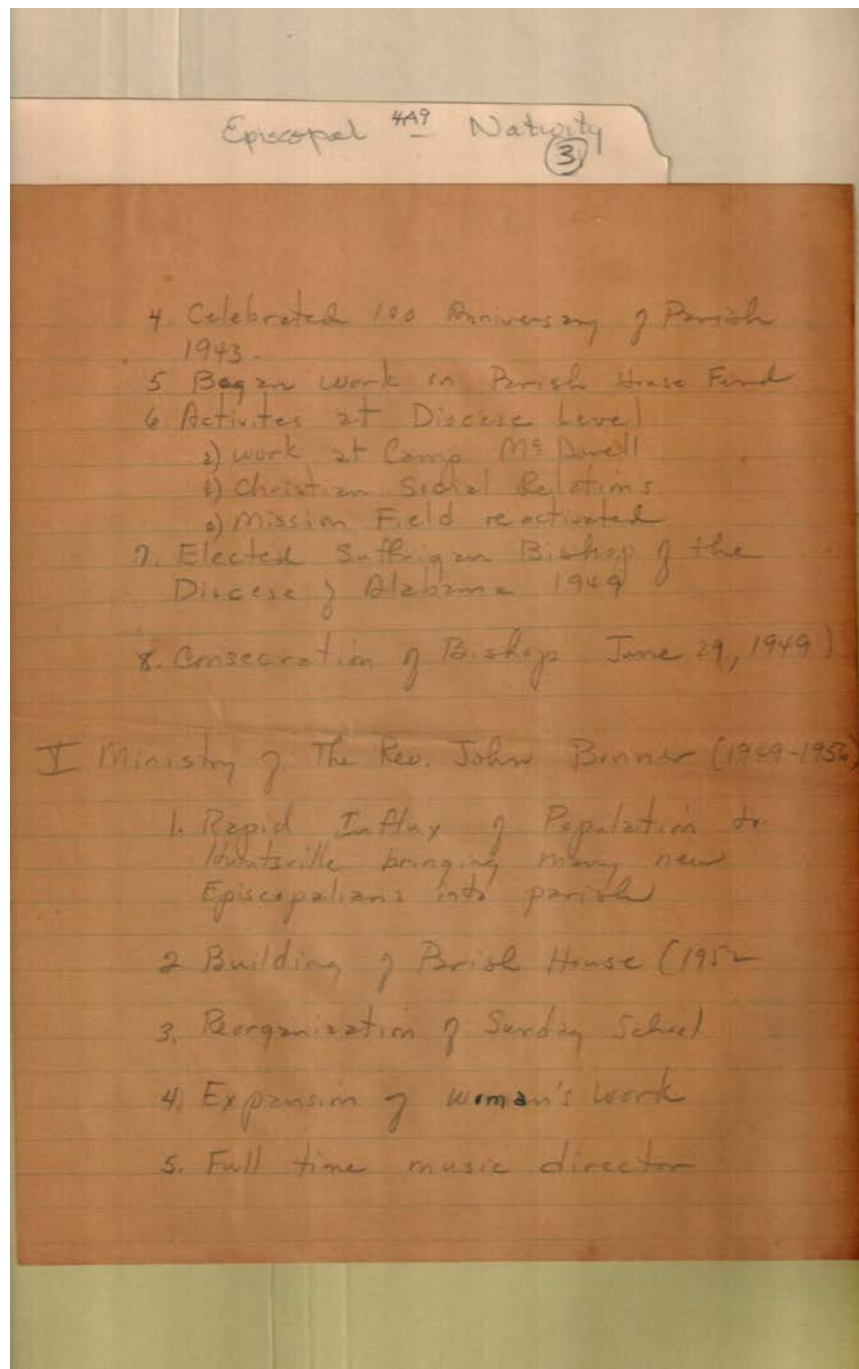 Episcopal 4A9 Nativity
3
4. Celebrated 100 Anniversary of Parish
1943.
5 Began work on Parish House Fund
6. Activites at Diocese Level
a) work at Camp McDowell
b) Christian Social Relations
c) Mission Field reactivated
7. Elected Suffrigan Bishop of the
Diocese of Alabama 1949
8. Consecration of Bishop June 29, 1949)
V Ministry of The Rev. John Bonner (1949-1956)
1. Rapid Influx of Population to
Huntsville bringing many new
Episcopalians into parish
2 Building of Parish House (1952
3. Reorganization of Sunday School
4. Expansion of woman's work
5. Full time music director